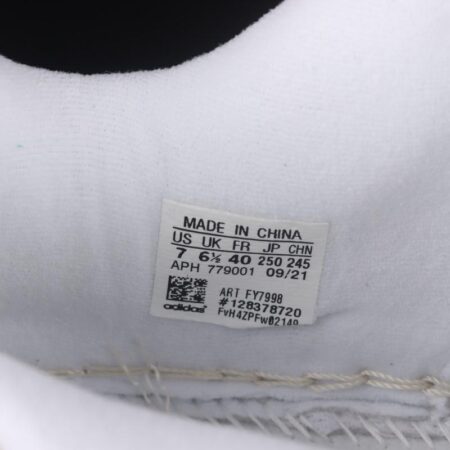 MADE IN CHINA
US UK FR JP CHN
7 6½ 40 250 245
APH 779001 09/21
ART FY7998
#128378720
FvH4ZPFw02149
adidas